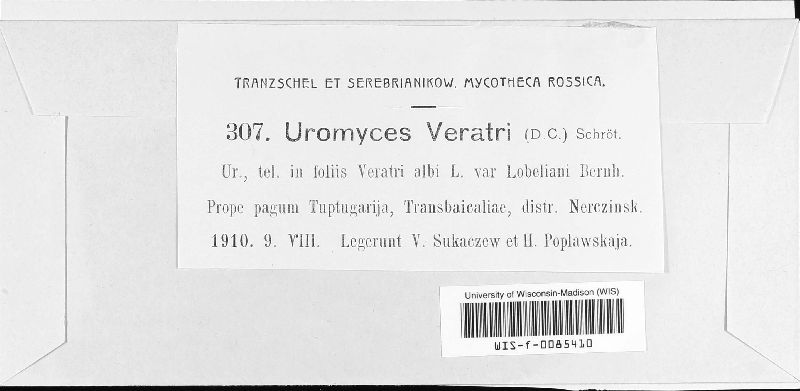 TRANZSCHEL ET SEREBRIANIKOW. MYCOTHECA ROSSICA.
307. Uromyces Veratri (D C.) Schröt.
Ur., tel. in foliis Veratri albi L. var Lobeliani Bernh.
Prope pagum Tuptugarija, Transbaicaliae, distr. Nerczinsk.
1910. 9. VIII. Legerunt V. Sukaczew et H. Poplawskaja.
University of Wisconsin-Madison (WIS)
WIS-f-0085410